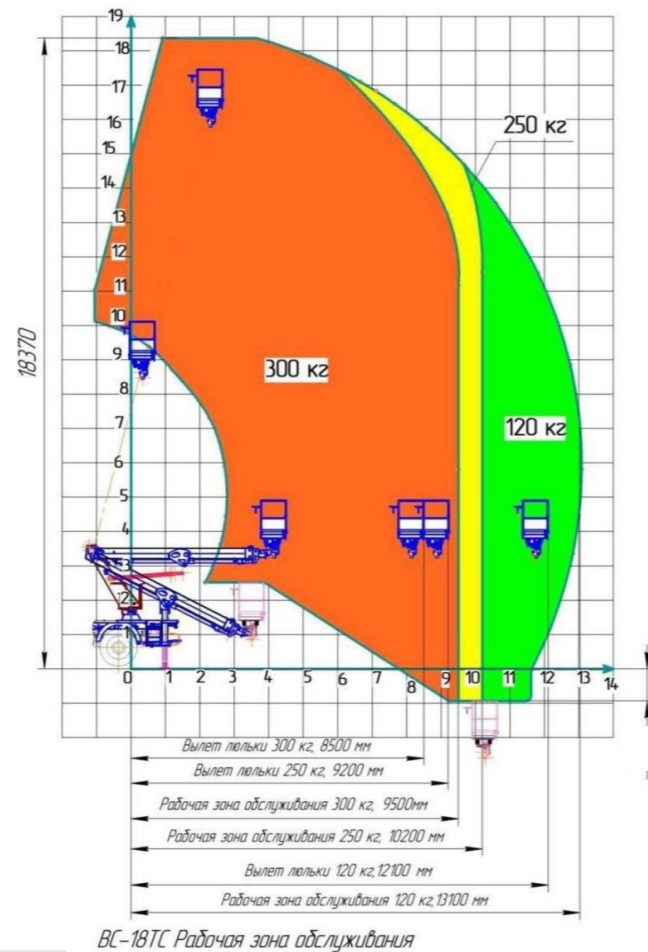 19
18
17
16
15
14
13
12
11
10
9
8
7
6
5
4
3
2
1
18370
250 кг
300 кг
120 кг
0 1 2 3 4 5 6 7 8 9 10 11 12 13 14
Вылет люльки 300 кг, 8500 мм
Вылет люльки 250 кг, 9200 мм
Рабочая зона обслуживания 300 кг, 9500мм
Рабочая зона обслуживания 250 кг, 10200 мм
Вылет люльки 120 кг,12100 мм
Рабочая зона обслуживания 120 кг,13100 мм
ВС-18ТС Рабочая зона обслуживания